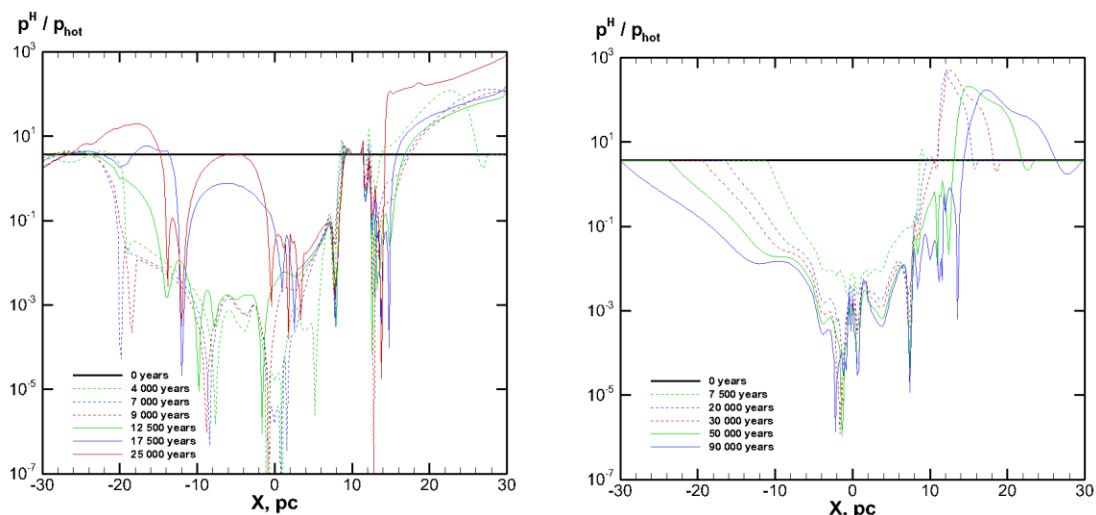 p^H / p_hot
10^3
10^1
10^-1
10^-3
10^-5
10^-7
0 years
4 000 years
7 000 years
9 000 years
12 500 years
17 500 years
25 000 years
-30 -20 -10 0 10 20 30
X, pc
p^H / p_hot
10^3
10^1
10^-1
10^-3
10^-5
10^-7
0 years
7 500 years
20 000 years
30 000 years
50 000 years
90 000 years
-30 -20 -10 0 10 20 30
X, pc